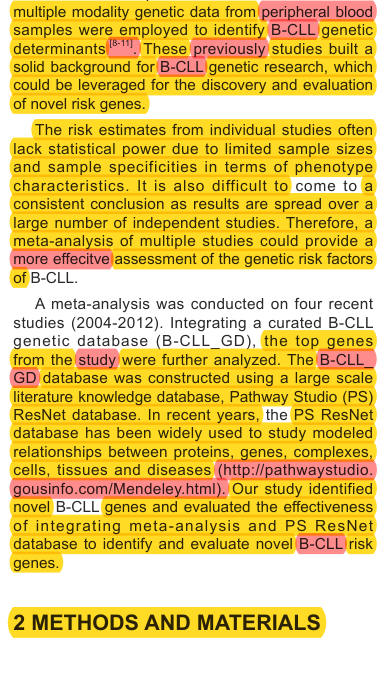 multiple modality genetic data from peripheral blood
samples were employed to identify B-CLL genetic
determinants[8-11]. These previously studies built a
solid background for B-CLL genetic research, which
could be leveraged for the discovery and evaluation
of novel risk genes.
The risk estimates from individual studies often
lack statistical power due to limited sample sizes
and sample specificities in terms of phenotype
characteristics. It is also difficult to come to a
consistent conclusion as results are spread over a
large number of independent studies. Therefore, a
meta-analysis of multiple studies could provide a
more effecitve assessment of the genetic risk factors
of B-CLL.
A meta-analysis was conducted on four recent
studies (2004-2012). Integrating a curated B-CLL
genetic database (B-CLL_GD), the top genes
from the study were further analyzed. The B-CLL_
GD database was constructed using a large scale
literature knowledge database, Pathway Studio (PS)
ResNet database. In recent years, the PS ResNet
database has been widely used to study modeled
relationships between proteins, genes, complexes,
cells, tissues and diseases (http://pathwaystudio.
gousinfo.com/Mendeley.html). Our study identified
novel B-CLL genes and evaluated the effectiveness
of integrating meta-analysis and PS ResNet
database to identify and evaluate novel B-CLL risk
genes.
2 METHODS AND MATERIALS